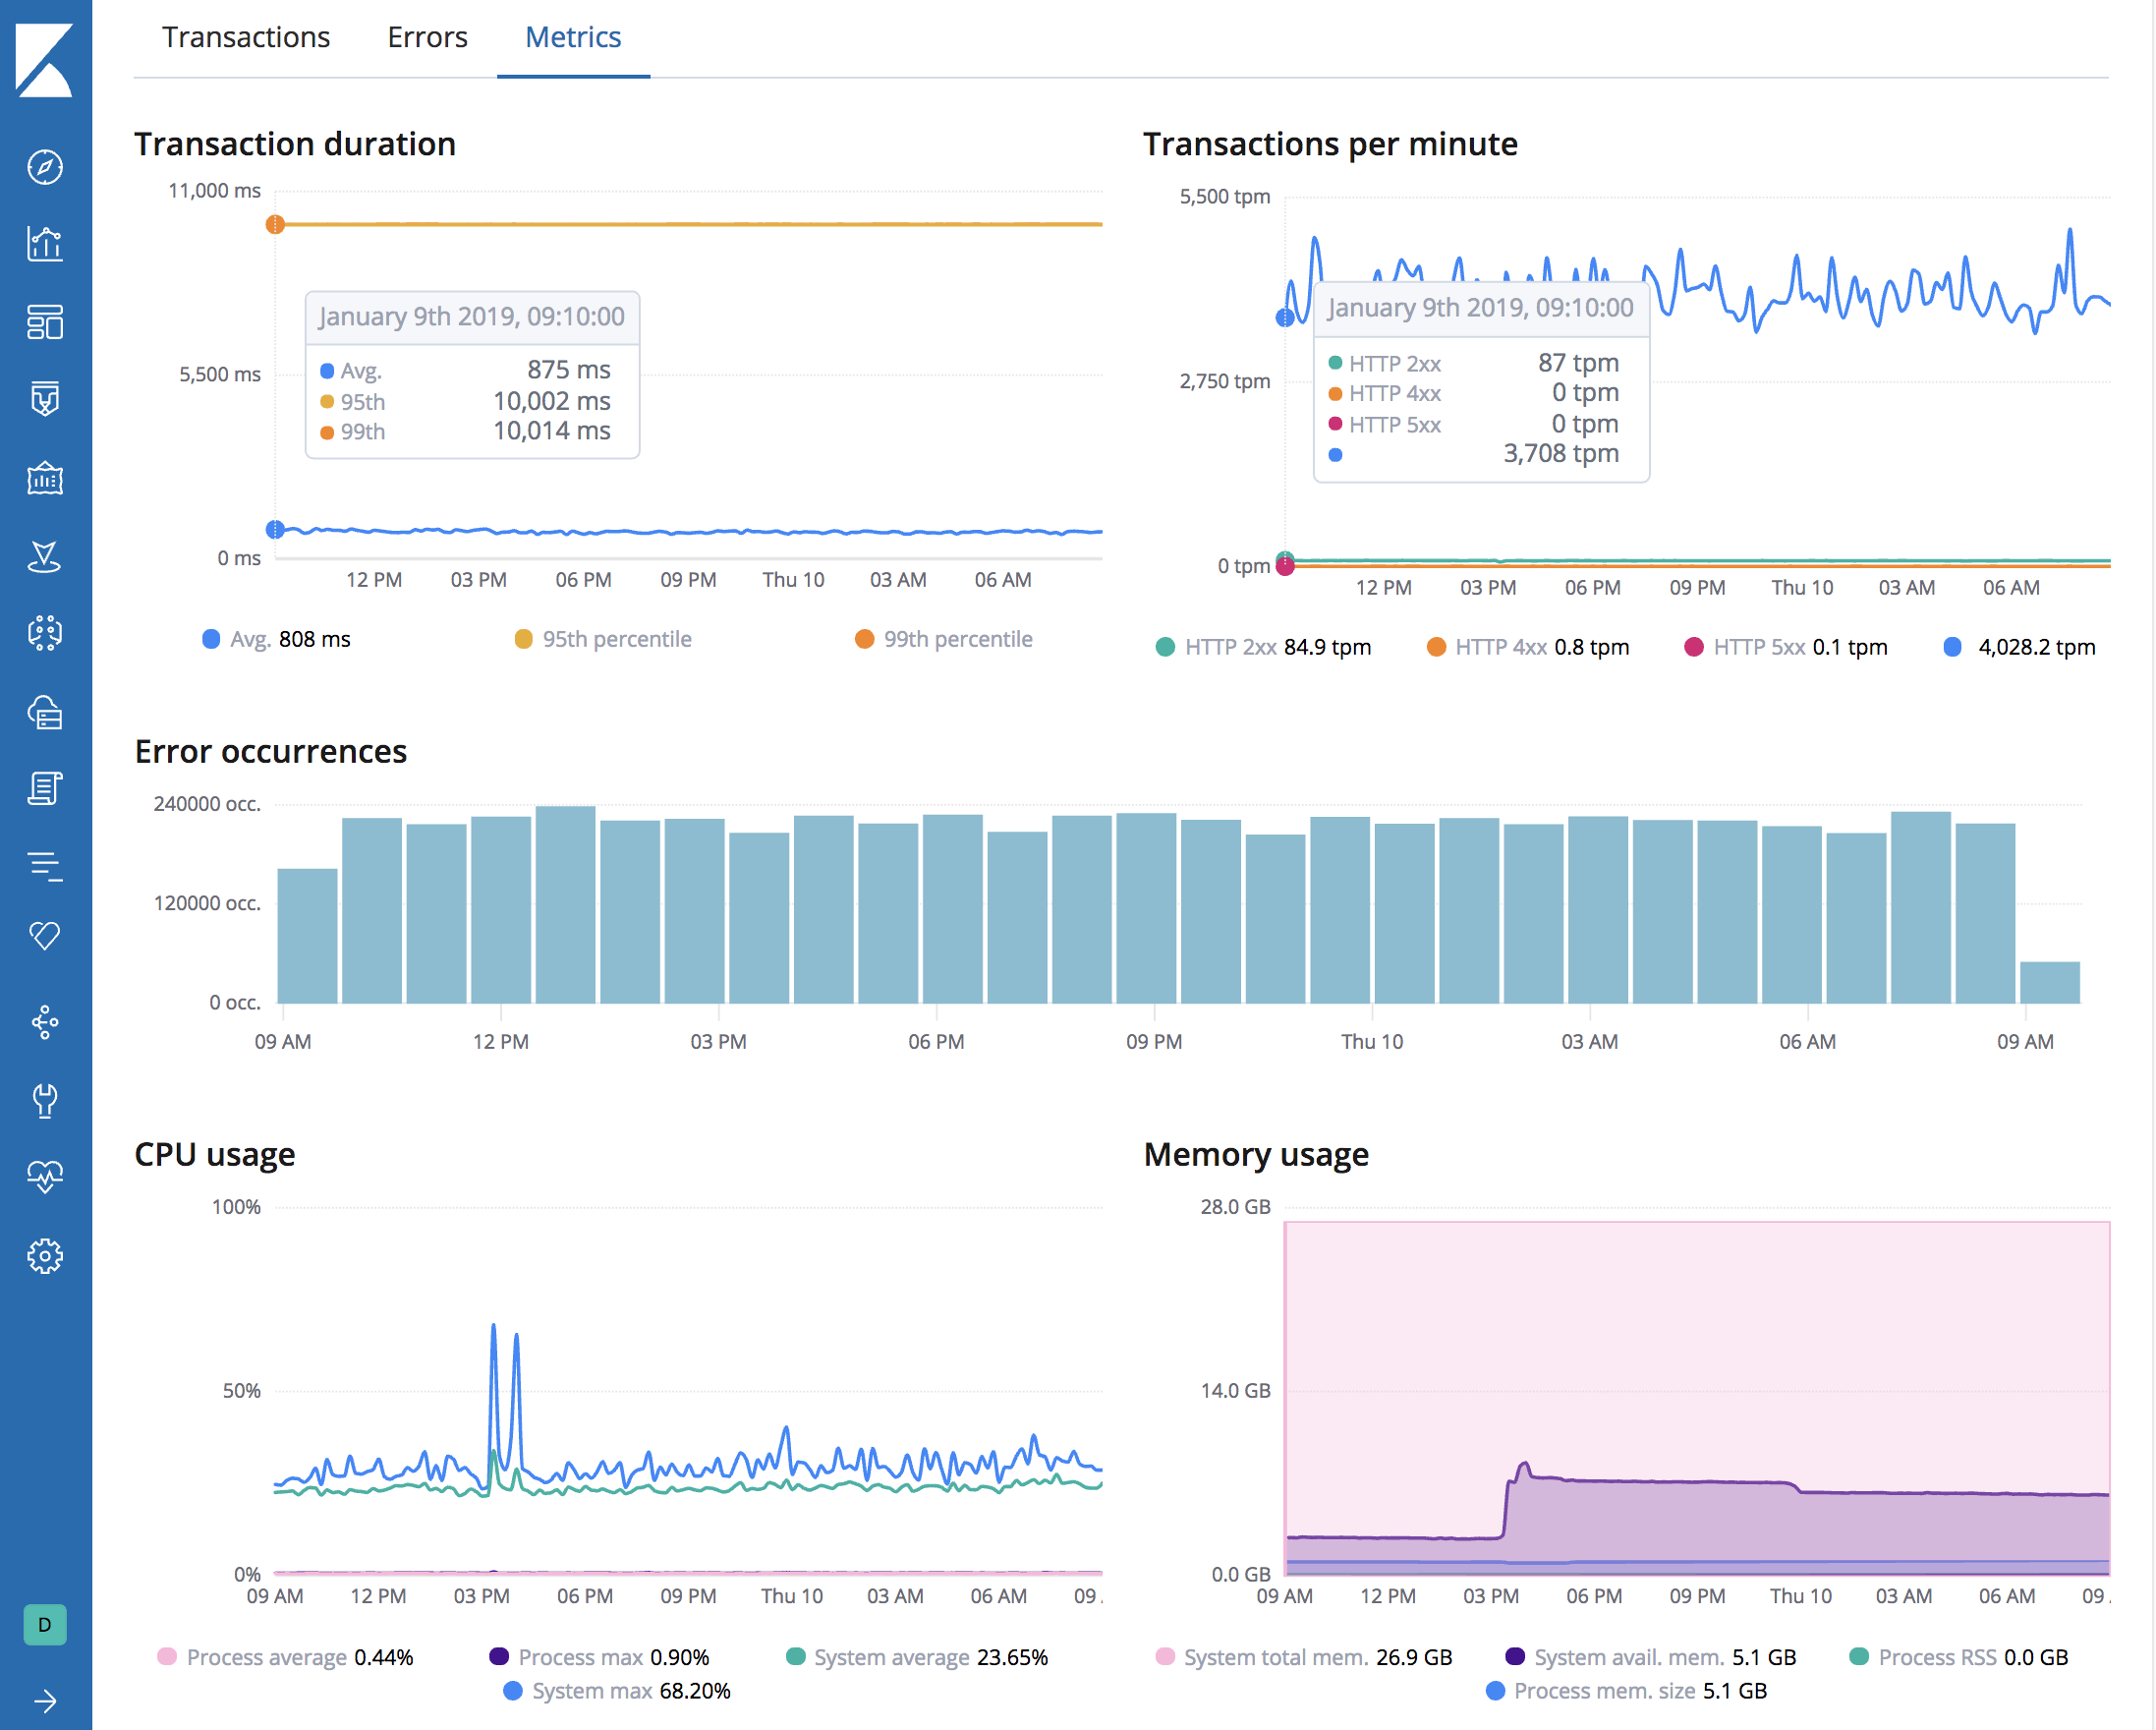 Transactions Errors Metrics
Transaction duration
11,000 ms
5,500 ms
0 ms
January 9th 2019, 09:10:00
Avg. 875 ms
95th 10,002 ms
99th 10,014 ms
12 PM 03 PM 06 PM 09 PM Thu 10 03 AM 06 AM
Avg. 808 ms 95th percentile 99th percentile
Transactions per minute
5,500 tpm
2,750 tpm
0 tpm
January 9th 2019, 09:10:00
HTTP 2xx 87 tpm
HTTP 4xx 0 tpm
HTTP 5xx 0 tpm
3,708 tpm
12 PM 03 PM 06 PM 09 PM Thu 10 03 AM 06 AM
HTTP 2xx 84.9 tpm HTTP 4xx 0.8 tpm HTTP 5xx 0.1 tpm 4,028.2 tpm
Error occurrences
240000 occ.
120000 occ.
0 occ.
09 AM 12 PM 03 PM 06 PM 09 PM Thu 10 03 AM 06 AM 09 AM
CPU usage
100%
50%
0%
09 AM 12 PM 03 PM 06 PM 09 PM Thu 10 03 AM 06 AM 09
Process average 0.44% Process max 0.90% System average 23.65%
System max 68.20%
Memory usage
28.0 GB
14.0 GB
0.0 GB
09 AM 12 PM 03 PM 06 PM 09 PM Thu 10 03 AM 06 AM 09
System total mem. 26.9 GB System avail. mem. 5.1 GB Process RSS 0.0 GB
Process mem. size 5.1 GB
D